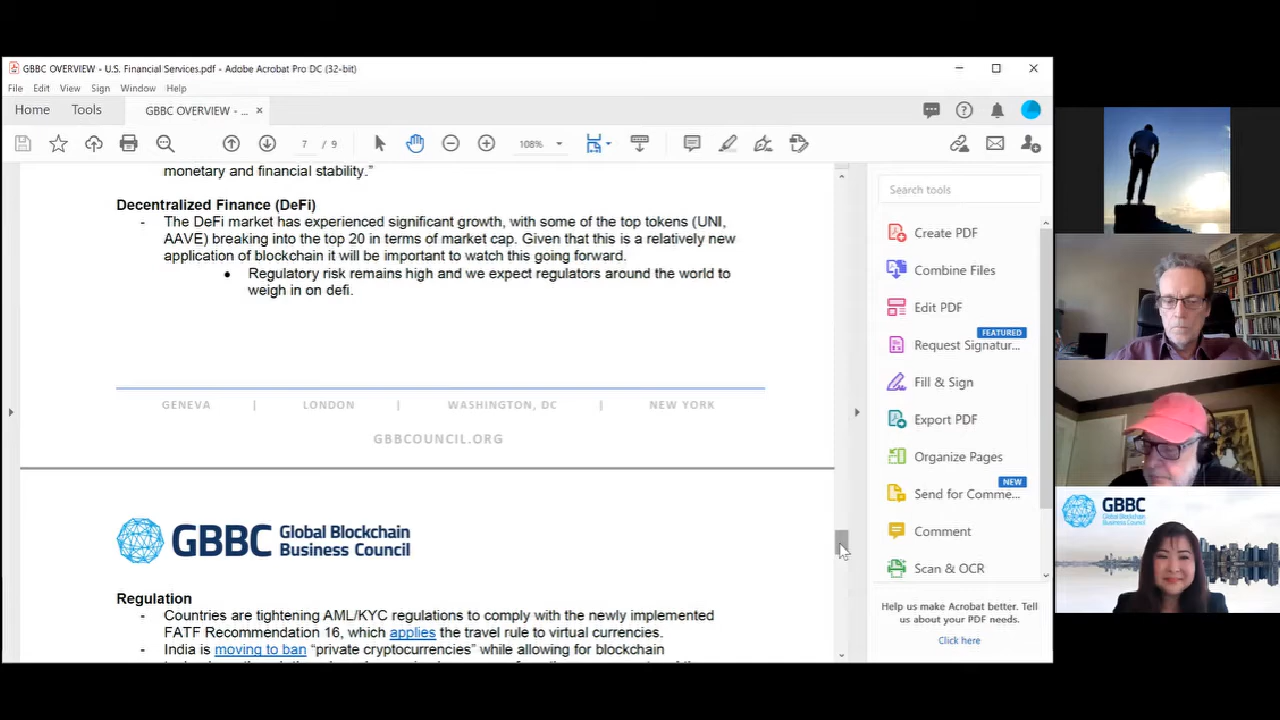 GBBC OVERVIEW - U.S. Financial Services.pdf - Adobe Acrobat Pro DC (32-bit)
File Edit View Sign Window Help
Home Tools GBBC OVERVIEW - ... ×
7 / 9 108%
monetary and financial stability.”
Decentralized Finance (DeFi)
- The DeFi market has experienced significant growth, with some of the top tokens (UNI,
AAVE) breaking into the top 20 in terms of market cap. Given that this is a relatively new
application of blockchain it will be important to watch this going forward.
• Regulatory risk remains high and we expect regulators around the world to
weigh in on defi.
GENEVA | LONDON | WASHINGTON, DC | NEW YORK
GBBCOUNCIL.ORG
GBBC Global Blockchain
Business Council
Regulation
- Countries are tightening AML/KYC regulations to comply with the newly implemented
FATF Recommendation 16, which applies the travel rule to virtual currencies.
- India is moving to ban “private cryptocurrencies” while allowing for blockchain
Search tools
Create PDF
Combine Files
Edit PDF
FEATURED
Request Signatur...
Fill & Sign
Export PDF
Organize Pages
NEW
Send for Comme...
Comment
Scan & OCR
Help us make Acrobat better. Tell
us about your PDF needs.
Click here
GBBC
Global Blockchain
Business Council